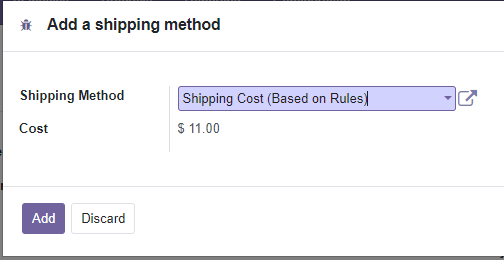 Add a shipping method
Shipping Method
Shipping Cost (Based on Rules)
Cost
$ 11.00
Add
Discard